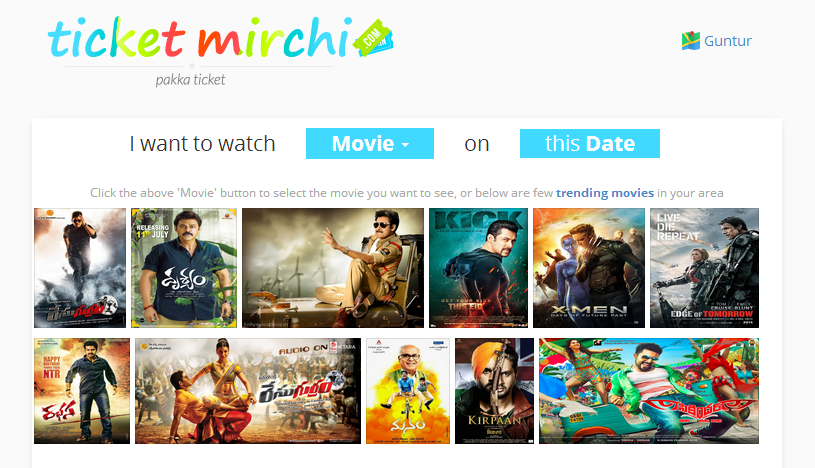 ticket mirchi .COM
pakka ticket
Guntur
I want to watch Movie on this Date
Click the above 'Movie' button to select the movie you want to see, or below are few trending movies in your area
రేసుగుర్రం
RELEASING
11TH JULY
దృశ్యం
KICK
THIS EID
X-MEN
DAYS OF FUTURE PAST
LIVE
DIE
REPEAT
TOM CRUISE EMILY BLUNT
EDGE OF TOMORROW
2014
HAPPY
BIRTHDAY
NTR
రభస
AUDIO ON
రేసుగుర్రం
మనం
KIRPAAN